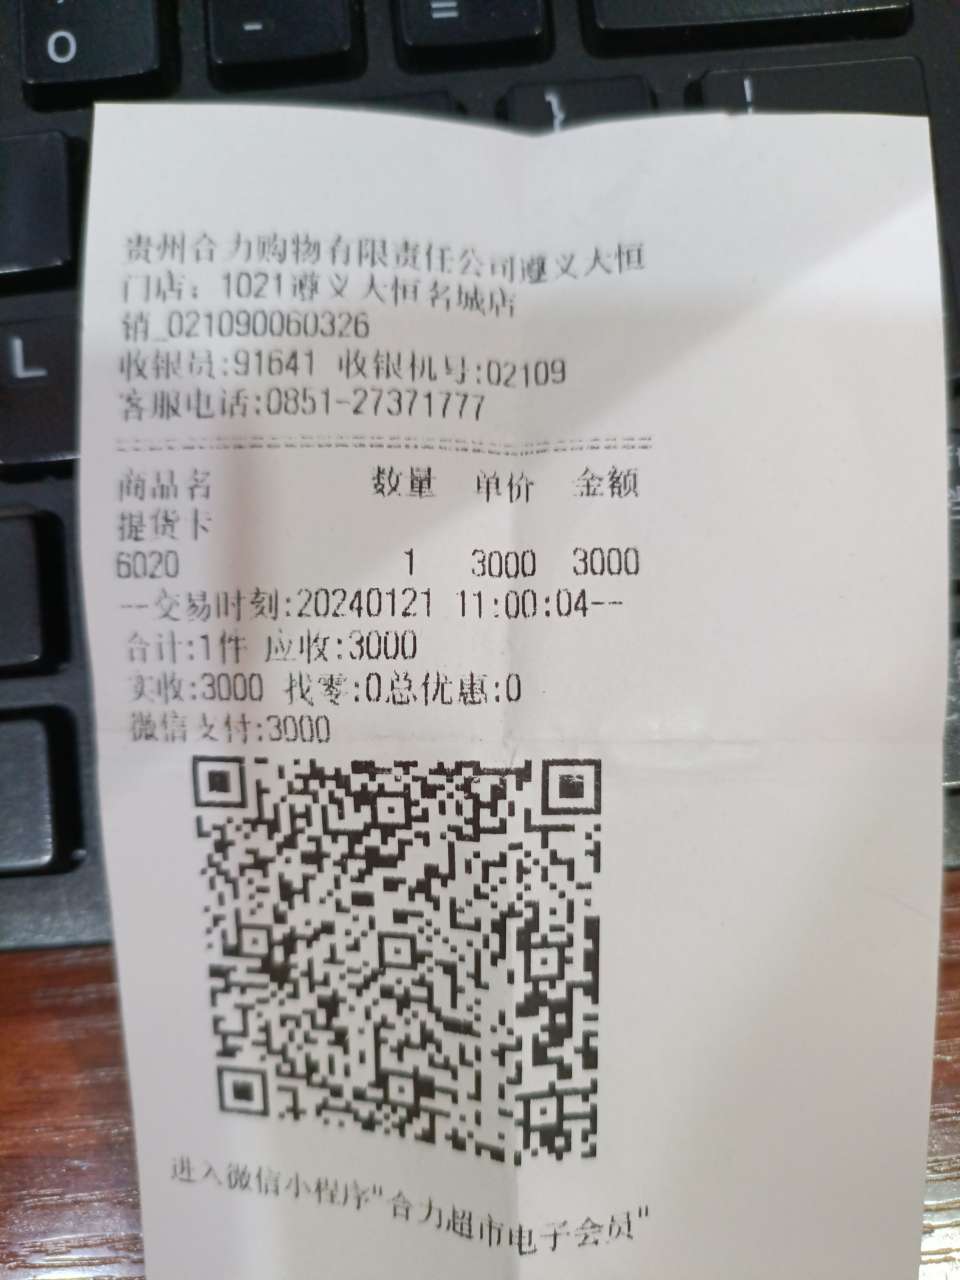 O
-
=
}
L
贵州合力购物有限责任公司遵义大恒
门店：1021遵义大恒名城店
销_021090060326
收银员:91641 收银机号:02109
客服电话:0851-27371777
商品名 数量 单价 金额
提货卡
6020 1 3000 3000
--交易时刻:20240121 11:00:04--
合计:1件 应收:3000
实收:3000 找零:0总优惠:0
微信支付:3000
进入微信小程序"合力超市电子会员"